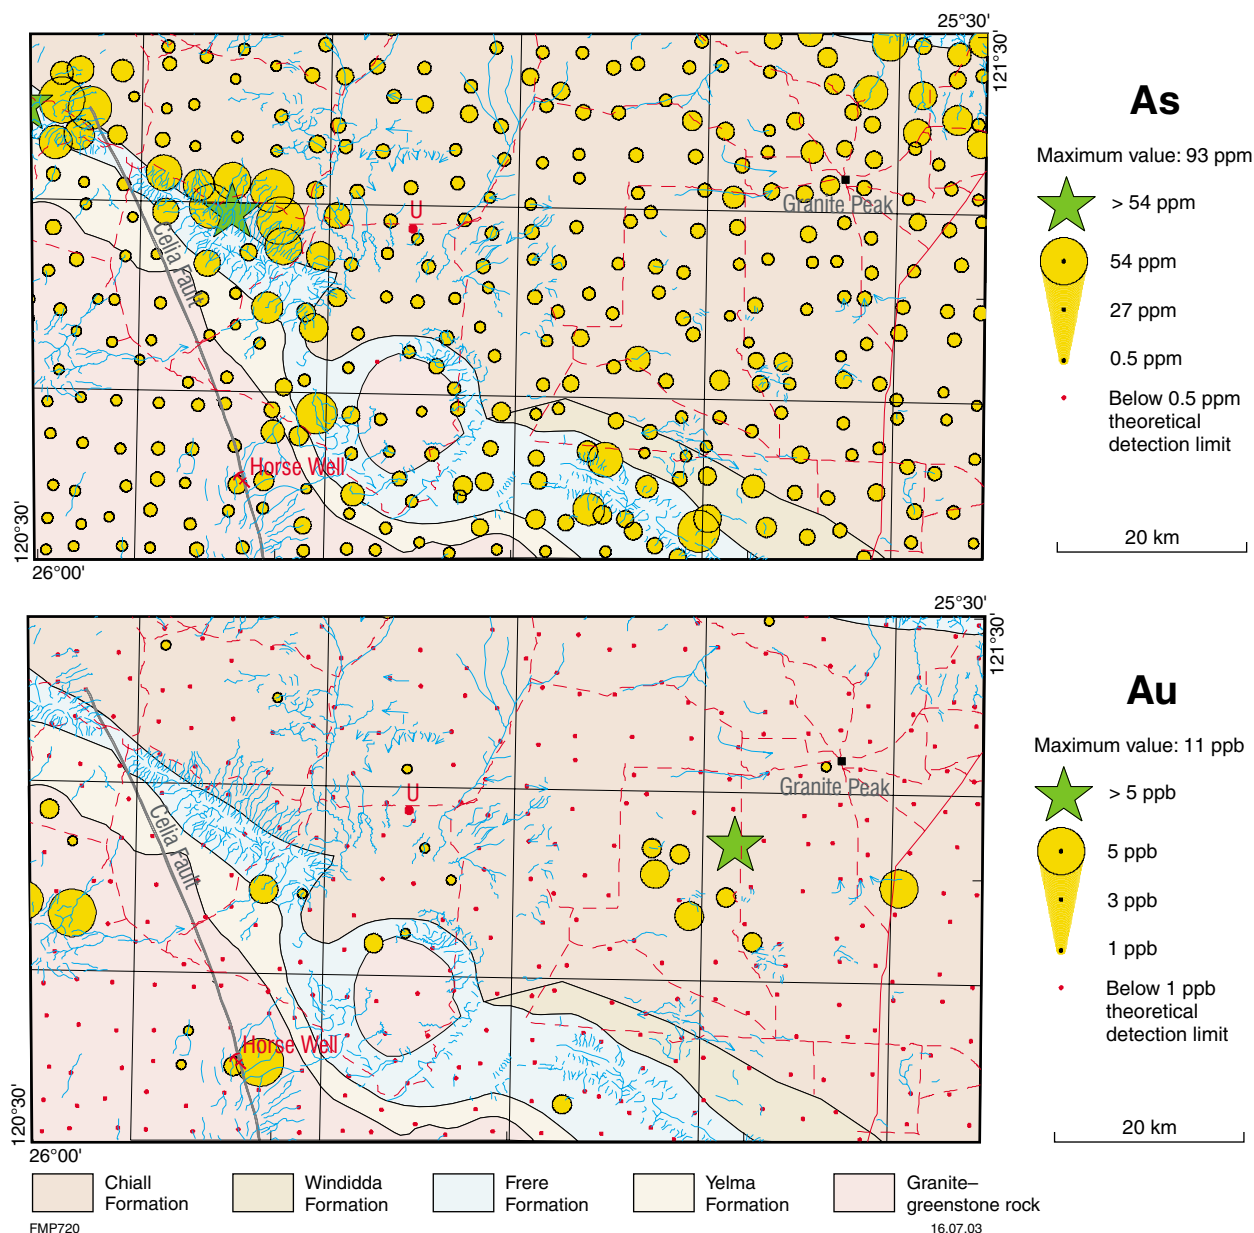 25°30'
121°30'
As
Maximum value: 93 ppm
> 54 ppm
54 ppm
27 ppm
0.5 ppm
Below 0.5 ppm
theoretical
detection limit
20 km
U
Granite Peak
Celia Fault
Horse Well
120°30'
26°00'
25°30'
121°30'
Au
Maximum value: 11 ppb
> 5 ppb
5 ppb
3 ppb
1 ppb
Below 1 ppb
theoretical
detection limit
20 km
U
Granite Peak
Celia Fault
Horse Well
120°30'
26°00'
Chiall
Formation
Windidda
Formation
Frere
Formation
Yelma
Formation
Granite–
greenstone rock
FMP720
16.07.03